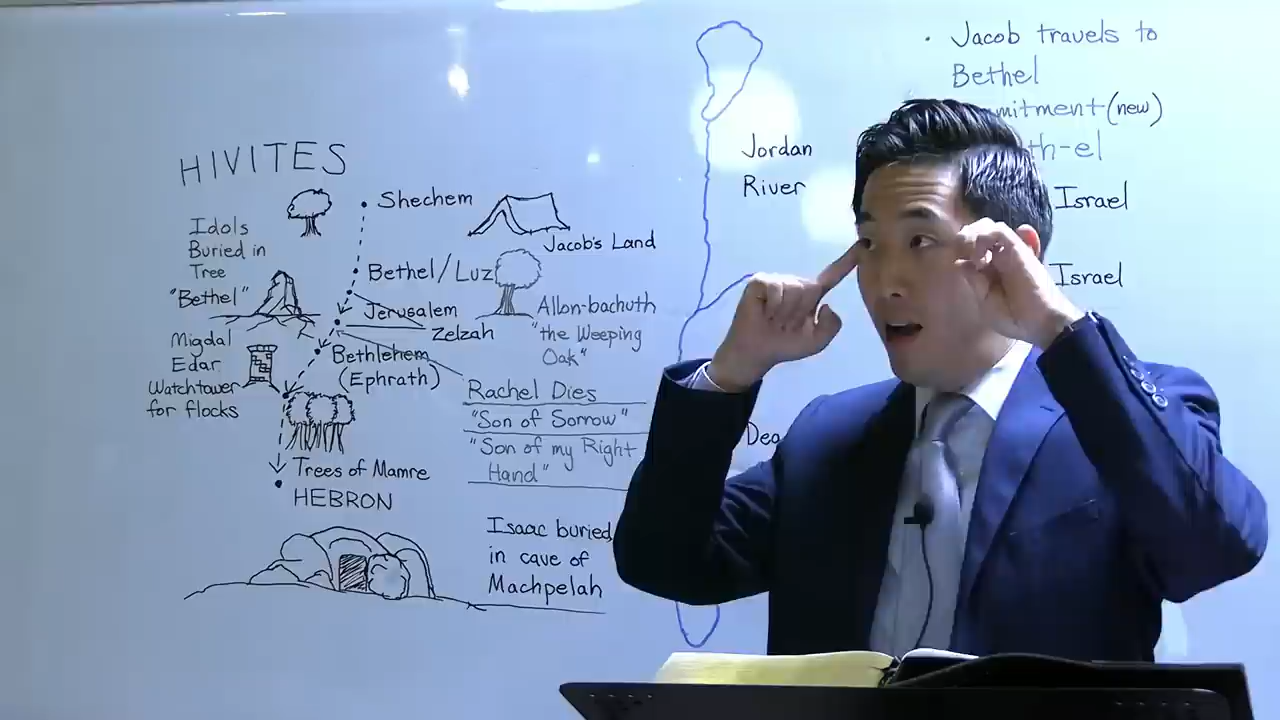 HIVITES
Shechem
Idols
Buried in
Tree
"Bethel"
Jacob's Land
Bethel/Luz
Jerusalem
Zelzah
Allon-bachuth
"the Weeping
Oak"
Migdal
Edar
Watchtower
for flocks
Bethlehem
(Ephrath)
Rachel Dies
"Son of Sorrow"
"Son of my Right
Hand"
Trees of Mamre
HEBRON
Isaac buried
in cave of
Machpelah
Jordan
River
Dea
• Jacob travels to
Bethel
mitment (new)
th-el
Israel
Israel